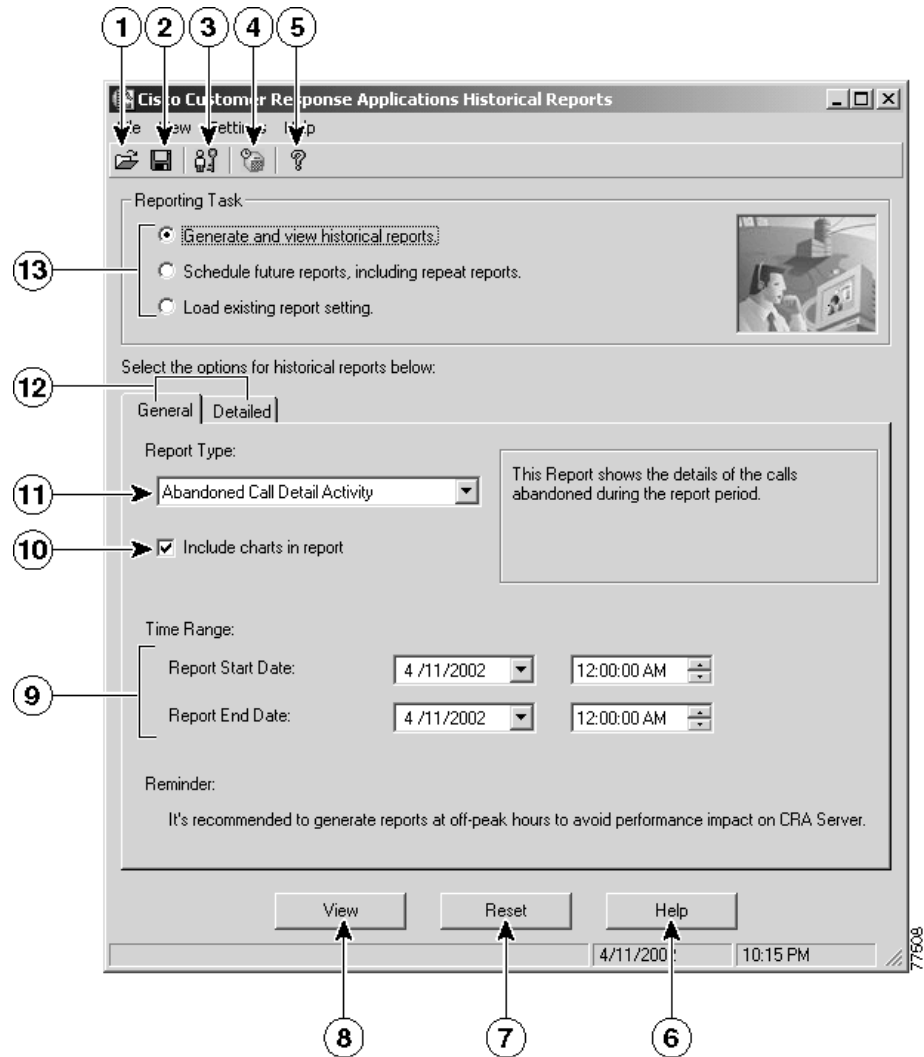 1 2 3 4 5
Cisco Customer Response Applications Historical Reports
File View Settings Help
Reporting Task
Generate and view historical reports.
13
Schedule future reports, including repeat reports.
Load existing report setting.
Select the options for historical reports below:
12
General Detailed
Report Type:
This Report shows the details of the calls
abandoned during the report period.
11
Abandoned Call Detail Activity
10
Include charts in report
Time Range:
Report Start Date: 4 /11/2002 12:00:00 AM
9
Report End Date: 4 /11/2002 12:00:00 AM
Reminder:
It's recommended to generate reports at off-peak hours to avoid performance impact on CRA Server.
View Reset Help
4/11/2002 10:15 PM
77508
8 7 6